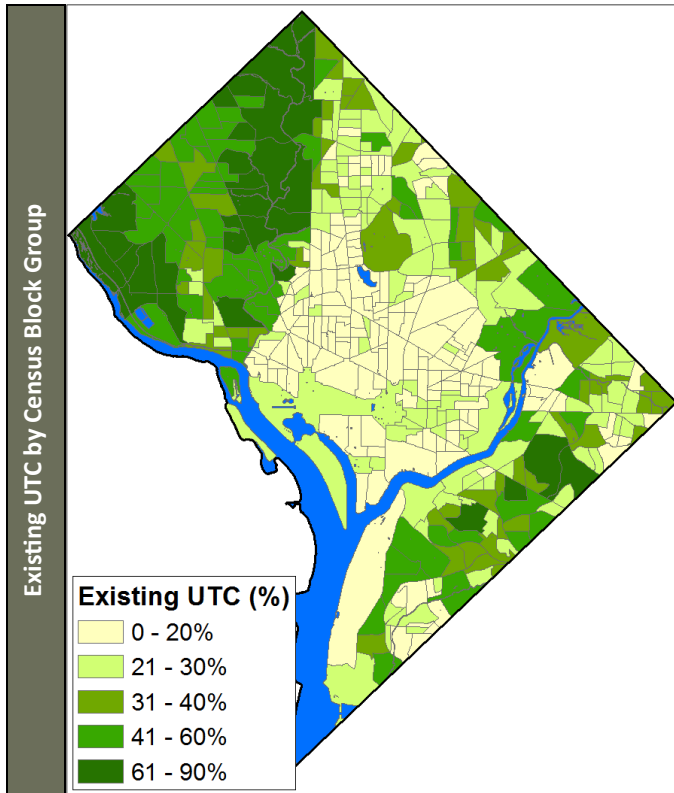 Existing UTC by Census Block Group
Existing UTC (%)
0 - 20%
21 - 30%
31 - 40%
41 - 60%
61 - 90%